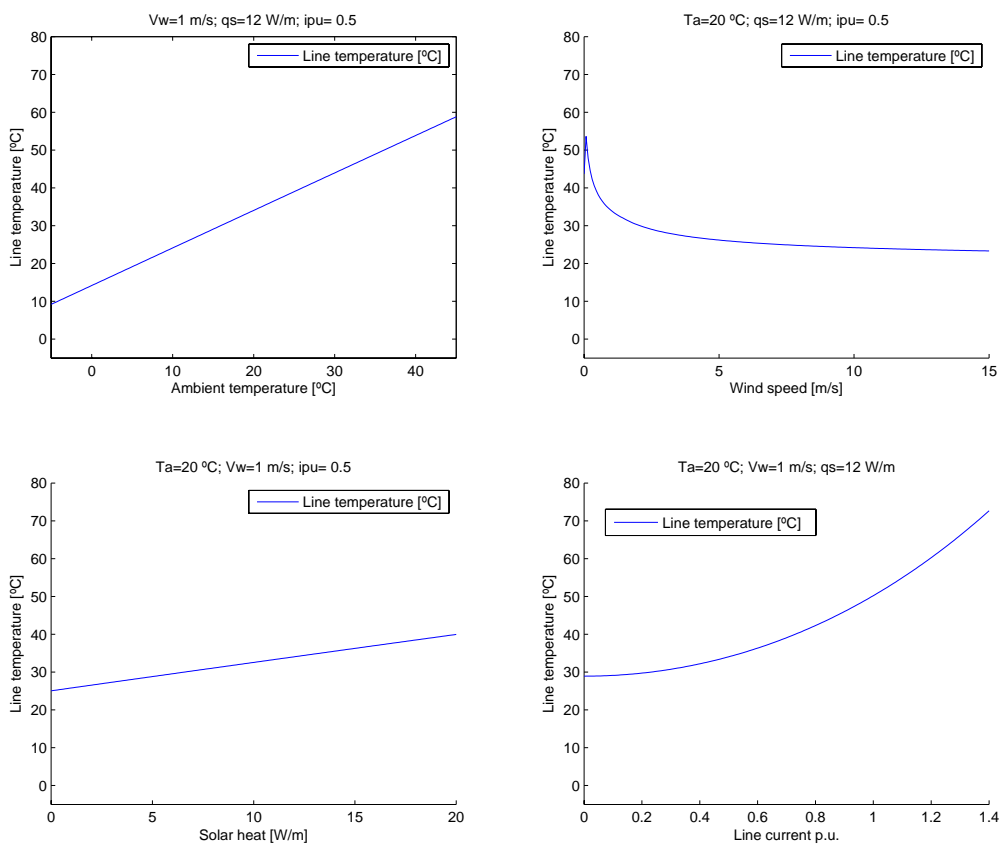 Vw=1 m/s; qs=12 W/m; ipu= 0.5
80
70
60
50
40
30
20
10
0
Line temperature [ºC]
Line temperature [ºC]
0 10 20 30 40
Ambient temperature [ºC]
Ta=20 ºC; qs=12 W/m; ipu= 0.5
80
70
60
50
40
30
20
10
0
Line temperature [ºC]
Line temperature [ºC]
0 5 10 15
Wind speed [m/s]
Ta=20 ºC; Vw=1 m/s; ipu= 0.5
80
70
60
50
40
30
20
10
0
Line temperature [ºC]
Line temperature [ºC]
0 5 10 15 20
Solar heat [W/m]
Ta=20 ºC; Vw=1 m/s; qs=12 W/m
80
70
60
50
40
30
20
10
0
Line temperature [ºC]
Line temperature [ºC]
0 0.2 0.4 0.6 0.8 1 1.2 1.4
Line current p.u.